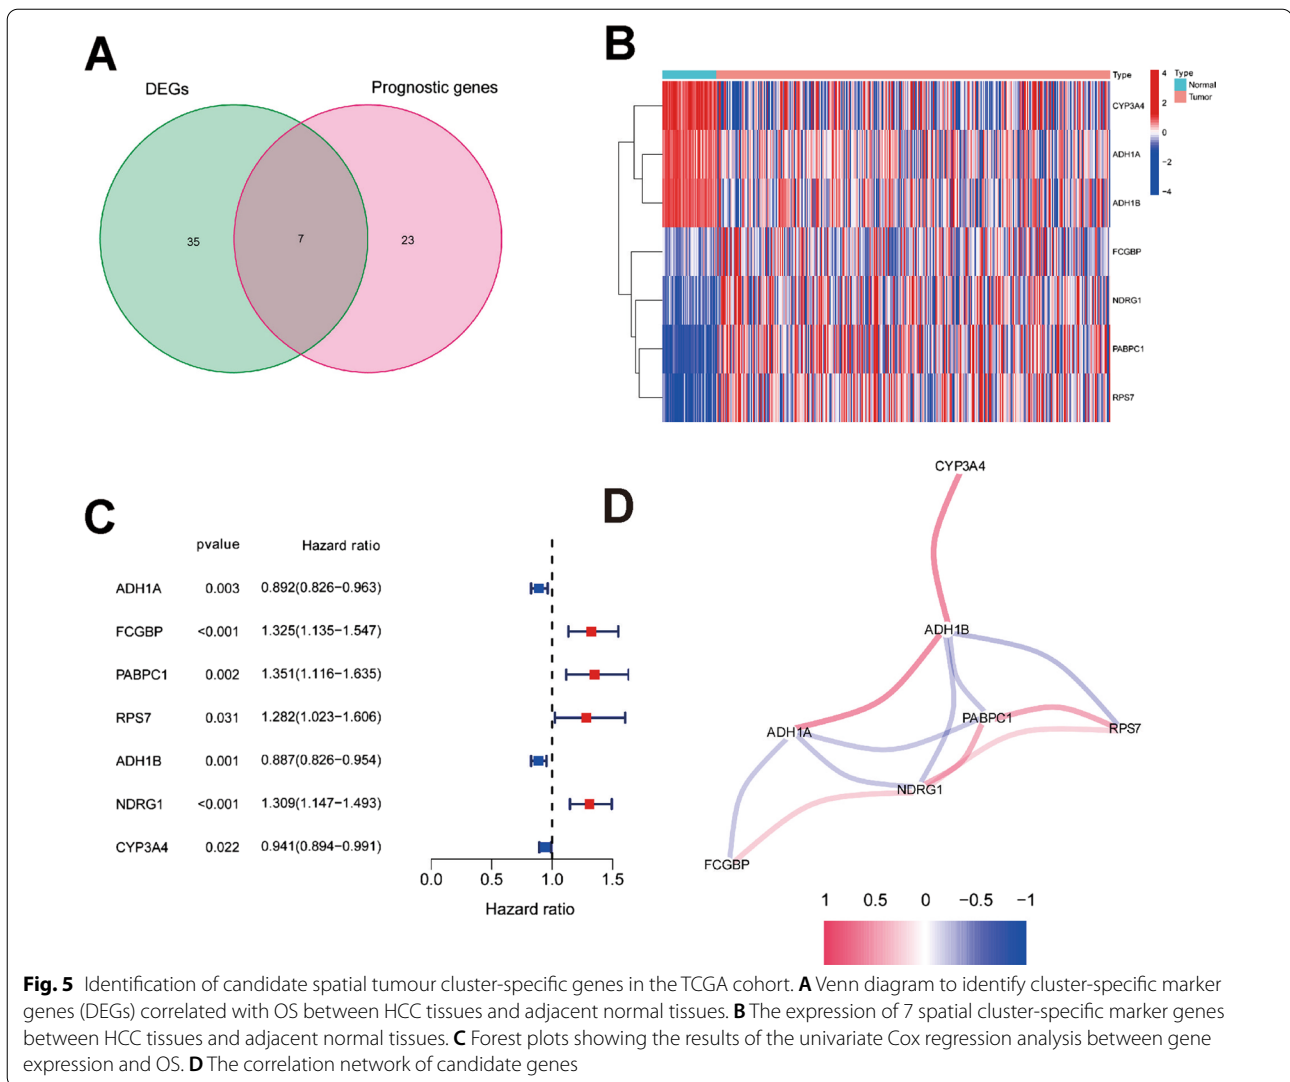 A
DEGs
Prognostic genes
35
7
23
B
Type
CYP3A4
ADH1A
ADH1B
FCGBP
NDRG1
PABPC1
RPS7
4
2
0
−2
−4
Type
Normal
Tumor
C
pvalue Hazard ratio
ADH1A 0.003 0.892(0.826−0.963)
FCGBP <0.001 1.325(1.135−1.547)
PABPC1 0.002 1.351(1.116−1.635)
RPS7 0.031 1.282(1.023−1.606)
ADH1B 0.001 0.887(0.826−0.954)
NDRG1 <0.001 1.309(1.147−1.493)
CYP3A4 0.022 0.941(0.894−0.991)
0.0 0.5 1.0 1.5
Hazard ratio
D
CYP3A4
ADH1B
PABPC1
RPS7
ADH1A
NDRG1
FCGBP
1 0.5 0 −0.5 −1
Fig. 5 Identification of candidate spatial tumour cluster-specific genes in the TCGA cohort. A Venn diagram to identify cluster-specific marker
genes (DEGs) correlated with OS between HCC tissues and adjacent normal tissues. B The expression of 7 spatial cluster-specific marker genes
between HCC tissues and adjacent normal tissues. C Forest plots showing the results of the univariate Cox regression analysis between gene
expression and OS. D The correlation network of candidate genes